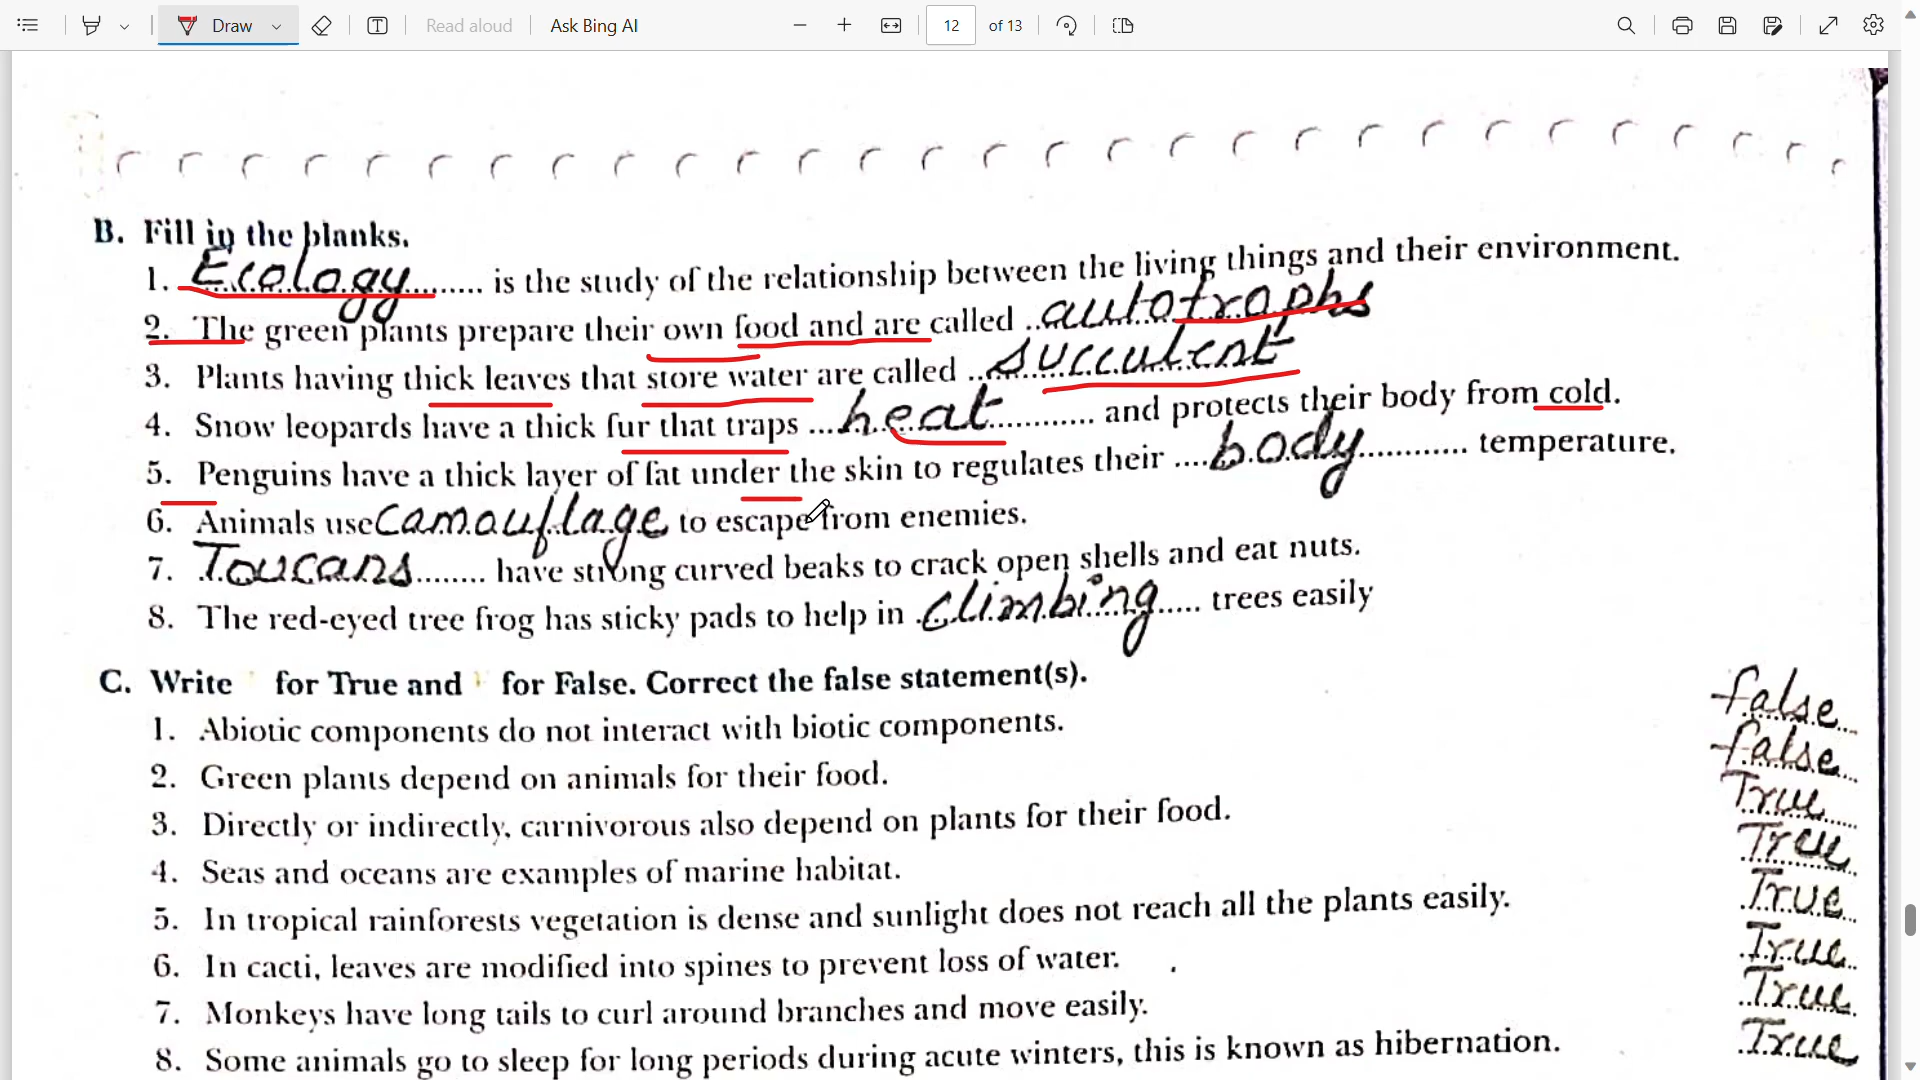 Draw Read aloud Ask Bing AI 12 of 13
B. Fill in the blanks.
1. Ecology is the study of the relationship between the living things and their environment.
2. The green plants prepare their own food and are called autotrophs
3. Plants having thick leaves that store water are called succulent
4. Snow leopards have a thick fur that traps heat and protects their body from cold.
5. Penguins have a thick layer of fat under the skin to regulates their body temperature.
6. Animals use camouflage to escape from enemies.
7. Toucans have strong curved beaks to crack open shells and eat nuts.
8. The red-eyed tree frog has sticky pads to help in climbing trees easily
C. Write for True and for False. Correct the false statement(s).
1. Abiotic components do not interact with biotic components. false
2. Green plants depend on animals for their food. false
3. Directly or indirectly, carnivorous also depend on plants for their food. True
4. Seas and oceans are examples of marine habitat. True
5. In tropical rainforests vegetation is dense and sunlight does not reach all the plants easily. True
6. In cacti, leaves are modified into spines to prevent loss of water. True
7. Monkeys have long tails to curl around branches and move easily. True
8. Some animals go to sleep for long periods during acute winters, this is known as hibernation. True